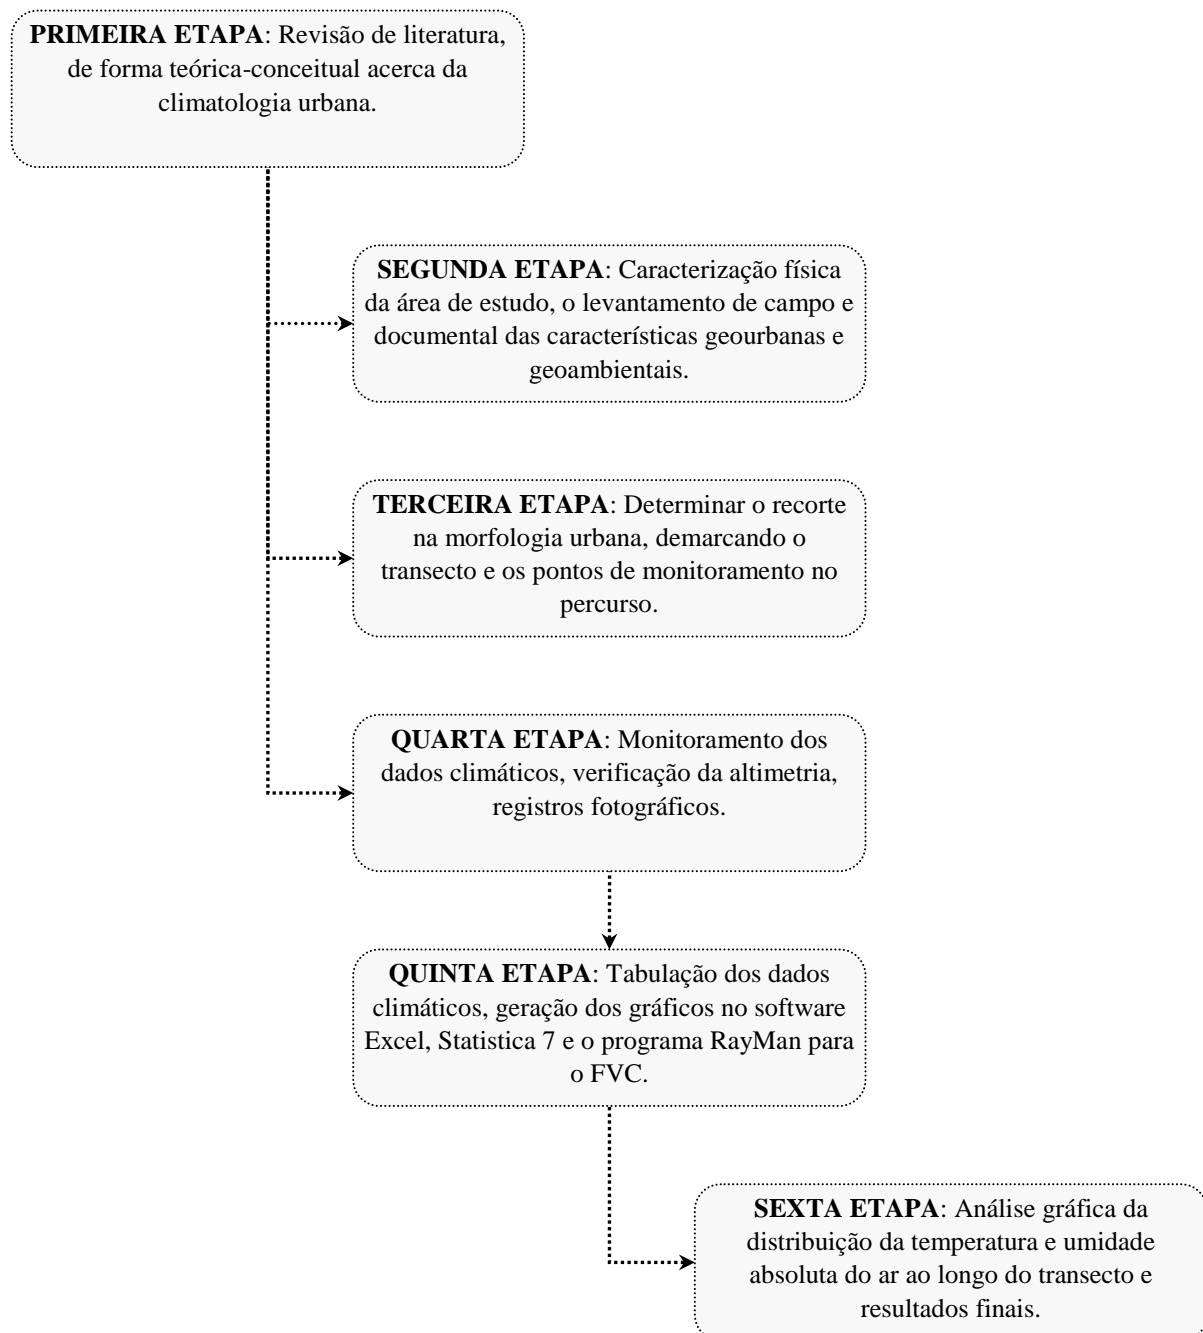 PRIMEIRA ETAPA: Revisão de literatura,
de forma teórica-conceitual acerca da
climatologia urbana.
SEGUNDA ETAPA: Caracterização física
da área de estudo, o levantamento de campo e
documental das características geourbanas e
geoambientais.
TERCEIRA ETAPA: Determinar o recorte
na morfologia urbana, demarcando o
transecto e os pontos de monitoramento no
percurso.
QUARTA ETAPA: Monitoramento dos
dados climáticos, verificação da altimetria,
registros fotográficos.
QUINTA ETAPA: Tabulação dos dados
climáticos, geração dos gráficos no software
Excel, Statistica 7 e o programa RayMan para
o FVC.
SEXTA ETAPA: Análise gráfica da
distribuição da temperatura e umidade
absoluta do ar ao longo do transecto e
resultados finais.